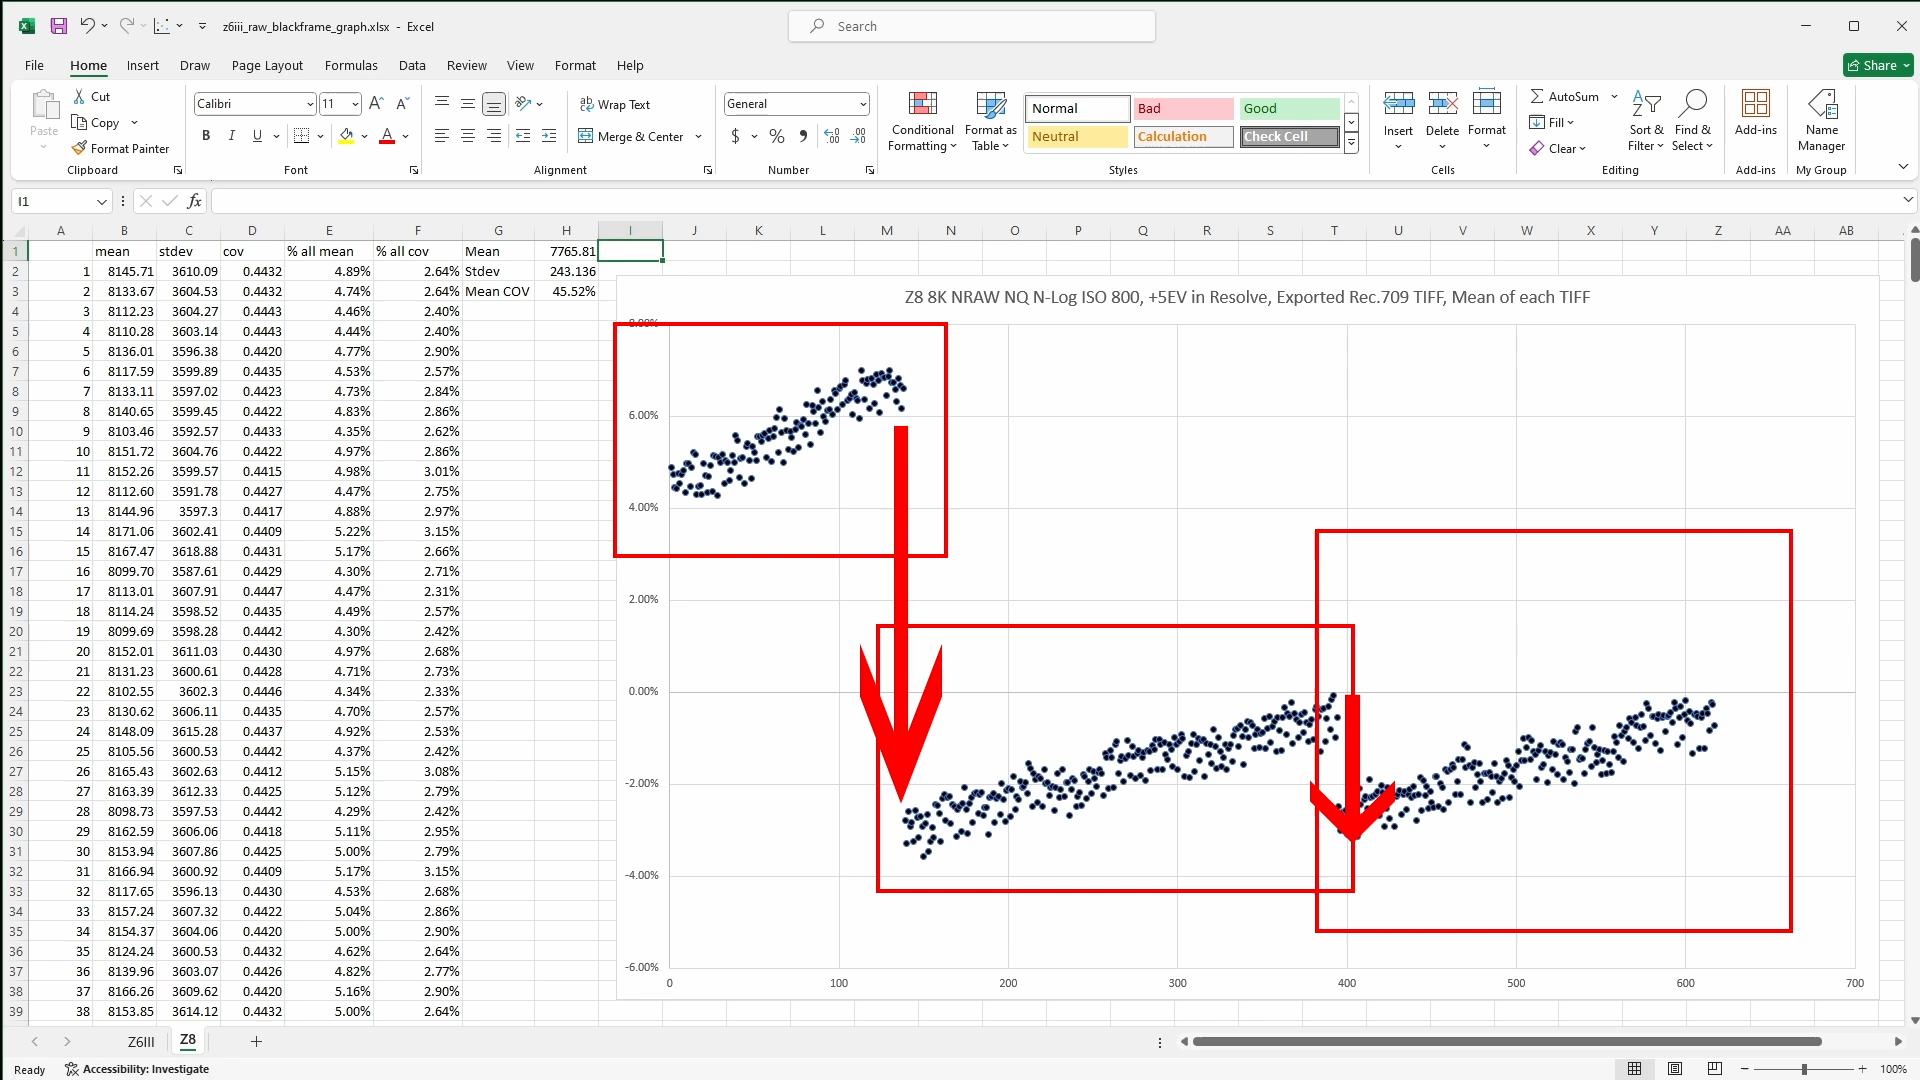 z6iii_raw_blackframe_graph.xlsx - Excel
Search
File Home Insert Draw Page Layout Formulas Data Review View Format Help
Share
Paste
Cut
Copy
Format Painter
Clipboard
Calibri 11
B I U
Font
Wrap Text
Merge & Center
Alignment
General
$ % 9
Number
Conditional Formatting
Format as Table
Normal Bad Good
Neutral Calculation Check Cell
Styles
Insert Delete Format
Cells
AutoSum
Fill
Clear
Sort & Filter
Find & Select
Editing
Add-ins
Add-ins
Name Manager
My Group
I1
fx
A B C D E F G H I J K L M N O P Q R S T U V W X Y Z AA AB
1 mean stdev cov % all mean % all cov Mean 7765.81
2 1 8145.71 3610.09 0.4432 4.89% 2.64% Stdev 243.136
3 2 8133.67 3604.53 0.4432 4.74% 2.64% Mean COV 45.52%
4 3 8112.23 3604.27 0.4443 4.46% 2.40%
5 4 8110.28 3603.14 0.4443 4.44% 2.40%
6 5 8136.01 3596.38 0.4420 4.77% 2.90%
7 6 8117.59 3599.89 0.4435 4.53% 2.57%
8 7 8133.11 3597.02 0.4423 4.73% 2.84%
9 8 8140.65 3599.45 0.4422 4.83% 2.86%
10 9 8103.46 3592.57 0.4433 4.35% 2.62%
11 10 8151.72 3604.76 0.4422 4.97% 2.86%
12 11 8152.26 3599.57 0.4415 4.98% 3.01%
13 12 8112.60 3591.78 0.4427 4.47% 2.75%
14 13 8144.96 3597.3 0.4417 4.88% 2.97%
15 14 8171.06 3602.41 0.4409 5.22% 3.15%
16 15 8167.47 3618.88 0.4431 5.17% 2.66%
17 16 8099.70 3587.61 0.4429 4.30% 2.71%
18 17 8113.01 3607.91 0.4447 4.47% 2.31%
19 18 8114.24 3598.52 0.4435 4.49% 2.57%
20 19 8099.69 3598.28 0.4442 4.30% 2.42%
21 20 8152.01 3611.03 0.4430 4.97% 2.68%
22 21 8131.23 3600.61 0.4428 4.71% 2.73%
23 22 8102.55 3602.3 0.4446 4.34% 2.33%
24 23 8130.62 3606.11 0.4435 4.70% 2.57%
25 24 8148.09 3615.28 0.4437 4.92% 2.53%
26 25 8105.56 3600.53 0.4442 4.37% 2.42%
27 26 8165.43 3602.63 0.4412 5.15% 3.08%
28 27 8163.39 3612.33 0.4425 5.12% 2.79%
29 28 8098.73 3597.53 0.4442 4.29% 2.42%
30 29 8162.59 3606.06 0.4418 5.11% 2.95%
31 30 8153.94 3607.86 0.4425 5.00% 2.79%
32 31 8166.94 3600.92 0.4409 5.17% 3.15%
33 32 8117.65 3596.13 0.4430 4.53% 2.68%
34 33 8157.24 3607.32 0.4422 5.04% 2.86%
35 34 8154.37 3604.06 0.4420 5.00% 2.90%
36 35 8124.24 3600.53 0.4432 4.62% 2.64%
37 36 8139.96 3603.07 0.4426 4.82% 2.77%
38 37 8166.26 3609.62 0.4420 5.16% 2.90%
39 38 8153.85 3614.12 0.4432 5.00% 2.64%
Z8 8K NRAW NQ N-Log ISO 800, +5EV in Resolve, Exported Rec.709 TIFF, Mean of each TIFF
8.00%
6.00%
4.00%
2.00%
0.00%
-2.00%
-4.00%
-6.00%
0 100 200 300 400 500 600 700
Z6III Z8
Ready Accessibility: Investigate
100%